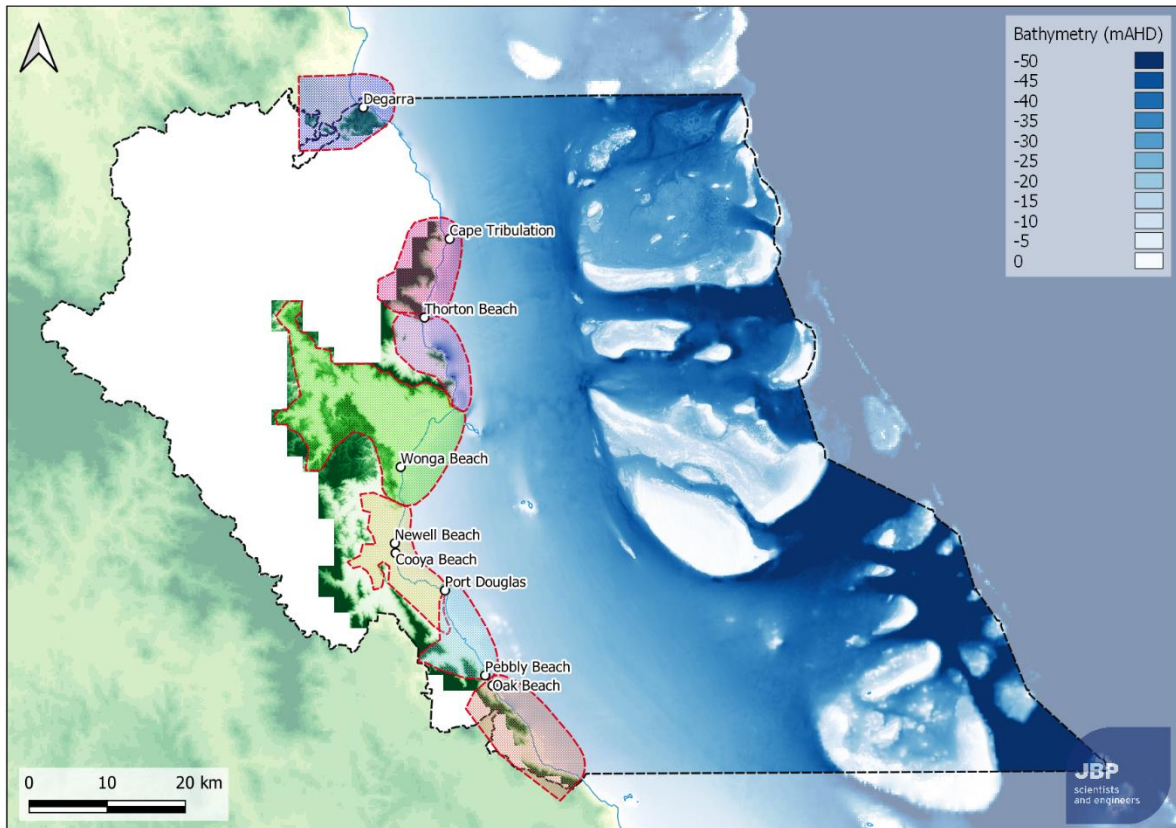 Bathymetry (mAHD)
-50
-45
-40
-35
-30
-25
-20
-15
-10
-5
0
Degarra
Cape Tribulation
Thorton Beach
Wonga Beach
Newell Beach
Cooya Beach
Port Douglas
Pebbly Beach
Oak Beach
0 10 20 km
JBP
scientists
and engineers